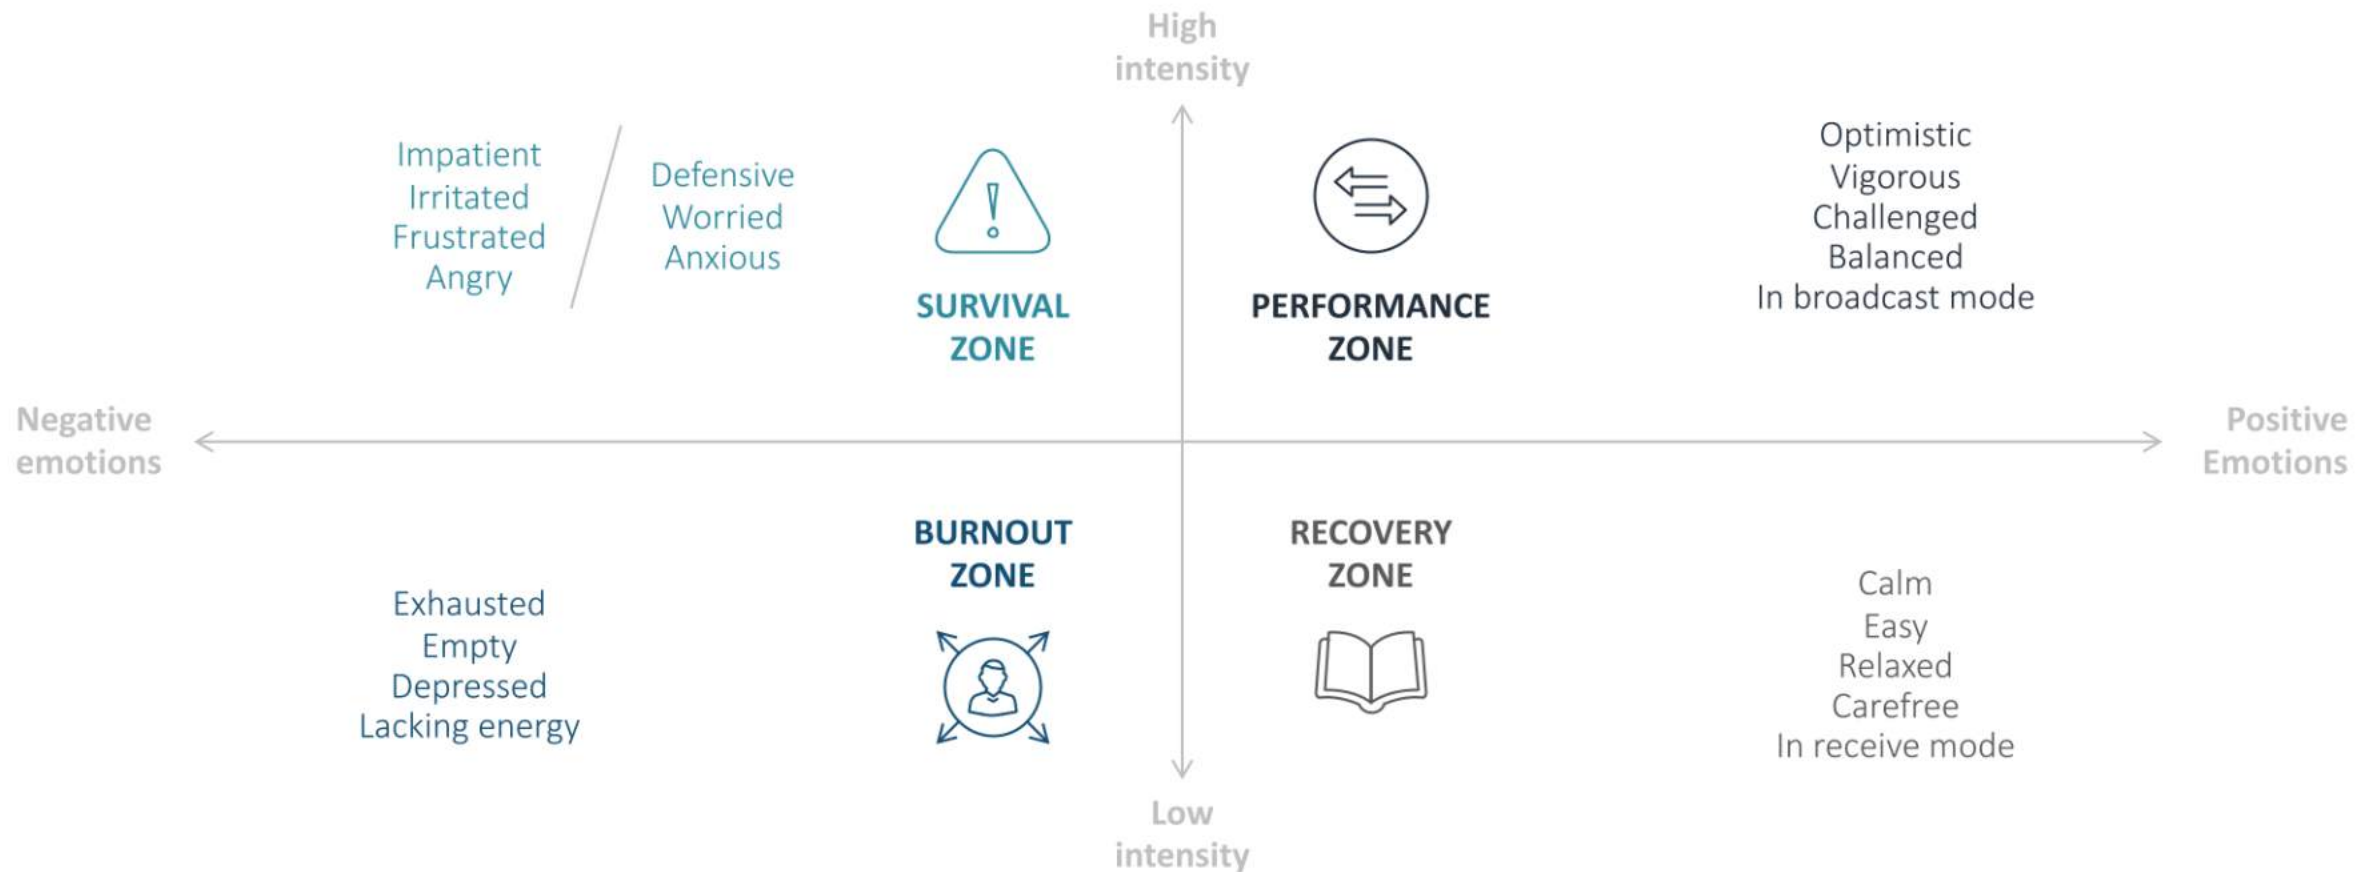 High
intensity
Impatient
Irritated
Frustrated
Angry
Defensive
Worried
Anxious
SURVIVAL
ZONE
PERFORMANCE
ZONE
Optimistic
Vigorous
Challenged
Balanced
In broadcast mode
Negative
emotions
Positive
Emotions
BURNOUT
ZONE
Exhausted
Empty
Depressed
Lacking energy
RECOVERY
ZONE
Calm
Easy
Relaxed
Carefree
In receive mode
Low
intensity